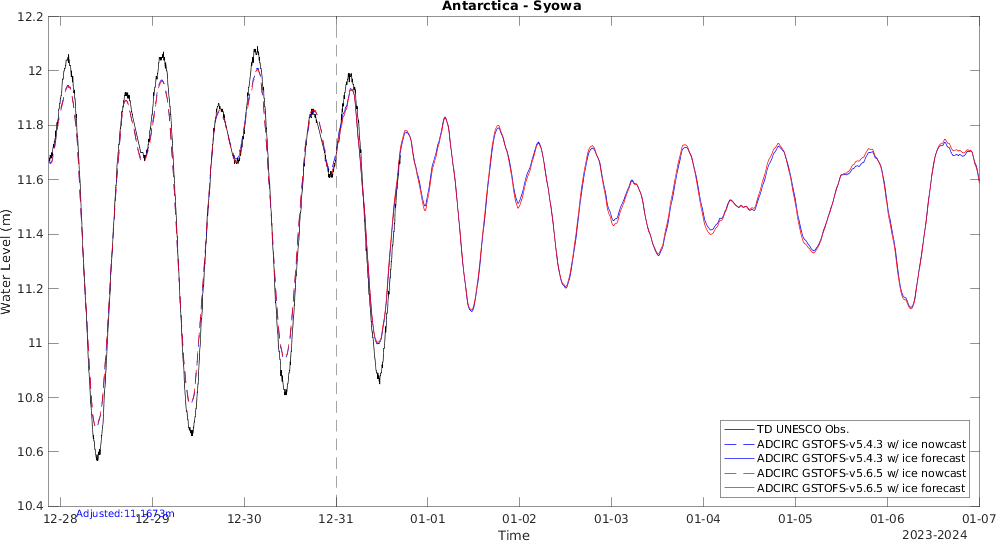 Antarctica - Syowa
12.2
12
11.8
11.6
11.4
11.2
11
10.8
10.6
10.4
Water Level (m)
TD UNESCO Obs.
ADCIRC GSTOFS-v5.4.3 w/ ice nowcast
ADCIRC GSTOFS-v5.4.3 w/ ice forecast
ADCIRC GSTOFS-v5.6.5 w/ ice nowcast
ADCIRC GSTOFS-v5.6.5 w/ ice forecast
Adjusted:11.1673m
12-28 12-29 12-30 12-31 01-01 01-02 01-03 01-04 01-05 01-06 01-07
Time
2023-2024